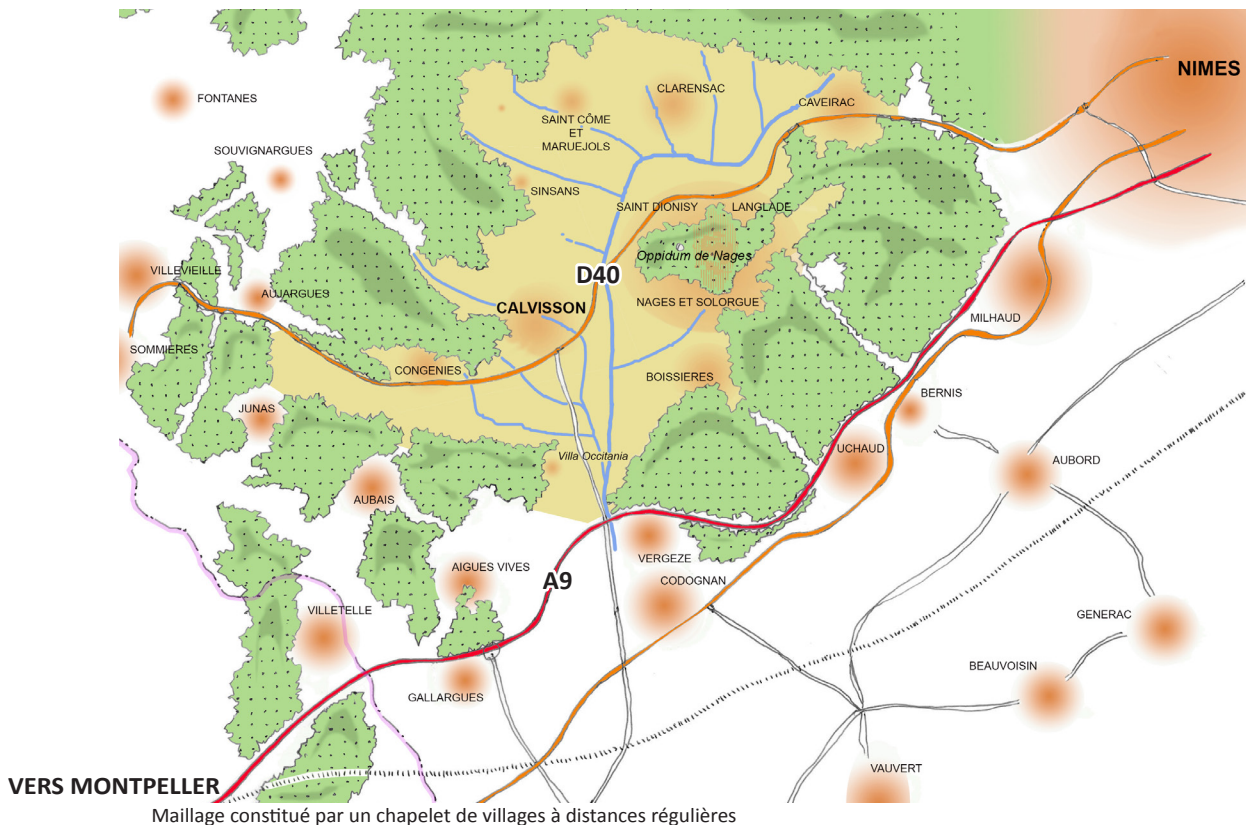 NIMES
FONTANES
CLARENSAC
CAVEIRAC
SAINT CÔME
ET
MARUEJOLS
SOUVIGNARGUES
SINSANS
SAINT DIONISY
LANGLADE
Oppidum de Nages
VILLEVIEILLE
D40
AUJARGUES
CALVISSON
NAGES ET SOLORGUE
MILHAUD
SOMMIERES
CONGENIES
BOISSIERES
BERNIS
JUNAS
Villa Occitania
UCHAUD
AUBORD
AUBAIS
VERGEZE
AIGUES VIVES
A9
CODOGNAN
VILLETELLE
GENERAC
BEAUVOISIN
GALLARGUES
VAUVERT
VERS MONTPELLER
Maillage constitué par un chapelet de villages à distances régulières